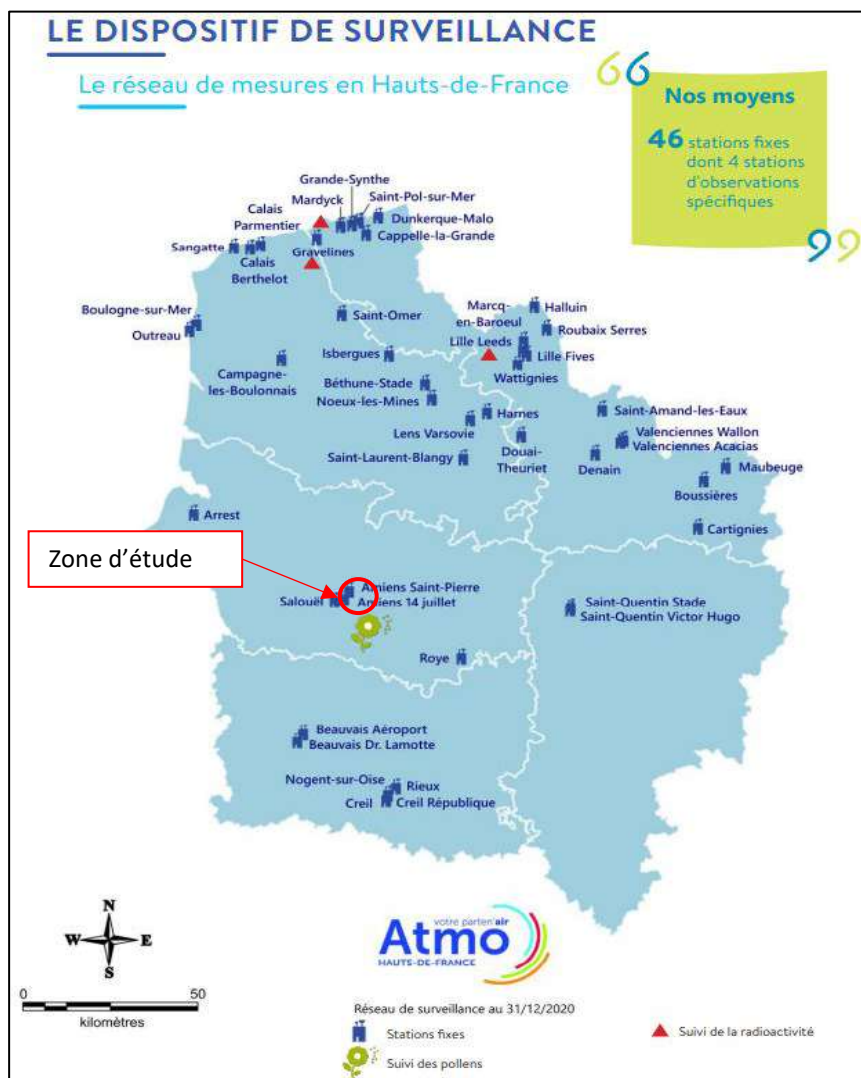 LE DISPOSITIF DE SURVEILLANCE
Le réseau de mesures en Hauts-de-France
Nos moyens
46 stations fixes
dont 4 stations
d'observations
spécifiques
Grande-Synthe
Mardyck
Saint-Pol-sur-Mer
Calais
Parmentier
Dunkerque-Malo
Cappelle-la-Grande
Sangatte
Gravelines
Calais
Berthelot
Boulogne-sur-Mer
Outreau
Saint-Omer
Marcq-
en-Baroeul
Halluin
Roubaix Serres
Lille Leeds
Lille Fives
Wattignies
Isbergues
Campagne-
les-Boulonnais
Béthune-Stade
Noeux-les-Mines
Harnes
Lens Varsovie
Saint-Amand-les-Eaux
Douai-
Theuriet
Valenciennes Wallon
Valenciennes Acacias
Saint-Laurent-Blangy
Denain
Maubeuge
Boussières
Cartignies
Arrest
Zone d'étude
Amiens Saint-Pierre
Salouël
Amiens 14 juillet
Saint-Quentin Stade
Saint-Quentin Victor Hugo
Roye
Beauvais Aéroport
Beauvais Dr. Lamotte
Nogent-sur-Oise
Rieux
Creil
Creil République
N
W
E
S
votre parten'air
Atmo
HAUTS-DE-FRANCE
0
50
kilomètres
Réseau de surveillance au 31/12/2020
Stations fixes
Suivi de la radioactivité
Suivi des pollens